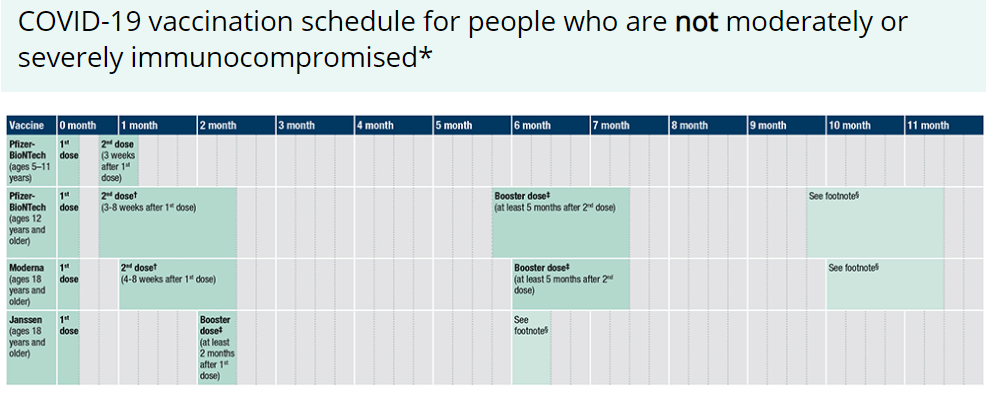 COVID-19 vaccination schedule for people who are not moderately or
severely immunocompromised*
Vaccine 0 month 1 month 2 month 3 month 4 month 5 month 6 month 7 month 8 month 9 month 10 month 11 month
Pfizer-
BioNTech
(ages 5–11
years)
1st
dose
2nd dose
(3 weeks
after 1st
dose)
Pfizer-
BioNTech
(ages 12
years and
older)
1st
dose
2nd dose†
(3-8 weeks after 1st dose)
Booster dose‡
(at least 5 months after 2nd dose)
See footnote§
Moderna
(ages 18
years and
older)
1st
dose
2nd dose†
(4-8 weeks after 1st dose)
Booster dose‡
(at least 5 months after 2nd
dose)
See footnote§
Janssen
(ages 18
years and
older)
1st
dose
Booster
dose‡
(at least
2 months
after 1st
dose)
See
footnote§